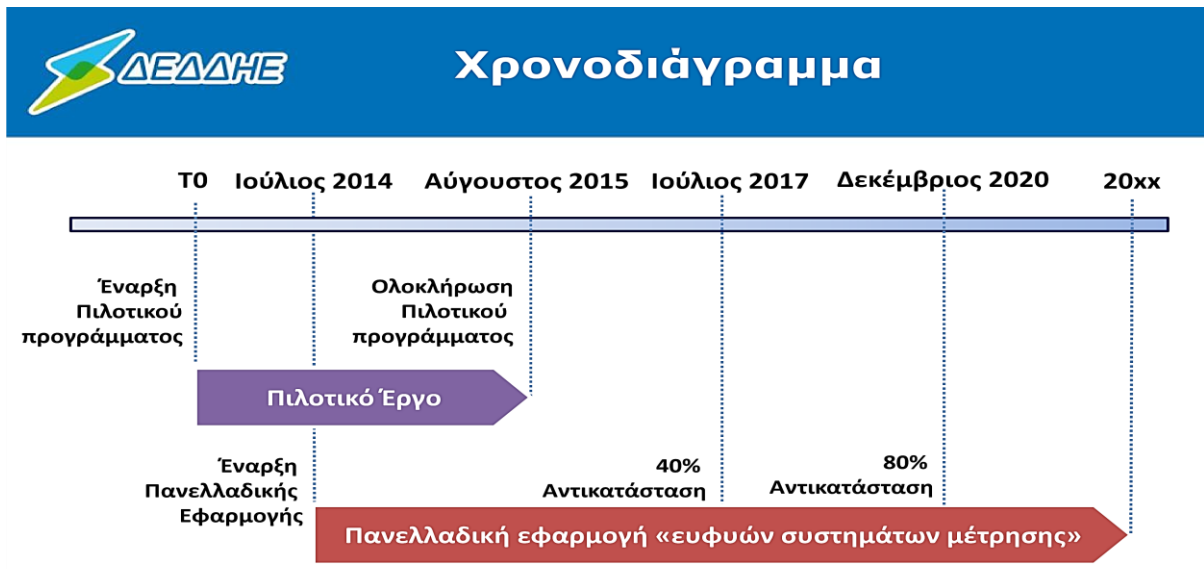 ΔΕΔΔΗΕ
Χρονοδιάγραμμα
Τ0 Ιούλιος 2014 Αύγουστος 2015 Ιούλιος 2017 Δεκέμβριος 2020 20xx
Έναρξη
Πιλοτικού
προγράμματος
Ολοκλήρωση
Πιλοτικού
προγράμματος
Πιλοτικό Έργο
Έναρξη
Πανελλαδικής
Εφαρμογής
40%
Αντικατάσταση
80%
Αντικατάσταση
Πανελλαδική εφαρμογή «ευφυών συστημάτων μέτρησης»